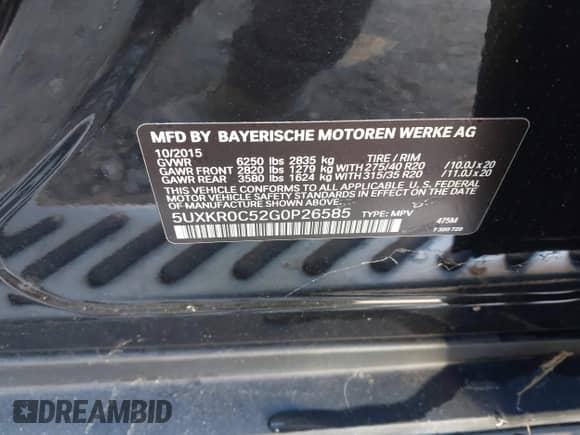 MFD BY BAYERISCHE MOTOREN WERKE AG
10/2015
GVWR 6250 lbs 2835 kg TIRE / RIM
GAWR FRONT 2820 lbs 1279 kg WITH 275/40 R20 /10.0J x 20
GAWR REAR 3580 lbs 1624 kg WITH 315/35 R20 /11.0J x 20
THIS VEHICLE CONFORMS TO ALL APPLICABLE U. S. FEDERAL
MOTOR VEHICLE SAFETY STANDARDS IN EFFECT ON THE DATE
OF MANUFACTURE SHOWN ABOVE.
5UXKR0C52G0P26585 TYPE: MPV 475M
DREAMBID